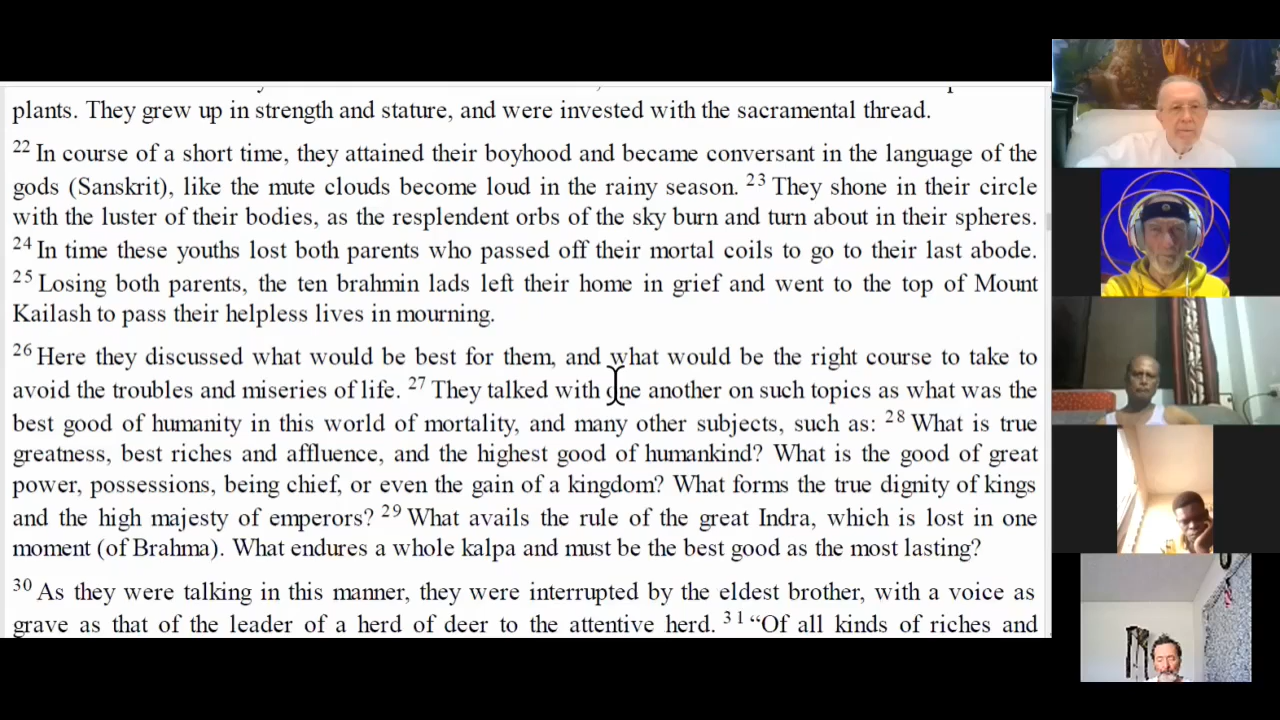 plants. They grew up in strength and stature, and were invested with the sacramental thread.
22 In course of a short time, they attained their boyhood and became conversant in the language of the
gods (Sanskrit), like the mute clouds become loud in the rainy season. 23 They shone in their circle
with the luster of their bodies, as the resplendent orbs of the sky burn and turn about in their spheres.
24 In time these youths lost both parents who passed off their mortal coils to go to their last abode.
25 Losing both parents, the ten brahmin lads left their home in grief and went to the top of Mount
Kailash to pass their helpless lives in mourning.
26 Here they discussed what would be best for them, and what would be the right course to take to
avoid the troubles and miseries of life. 27 They talked with one another on such topics as what was the
best good of humanity in this world of mortality, and many other subjects, such as: 28 What is true
greatness, best riches and affluence, and the highest good of humankind? What is the good of great
power, possessions, being chief, or even the gain of a kingdom? What forms the true dignity of kings
and the high majesty of emperors? 29 What avails the rule of the great Indra, which is lost in one
moment (of Brahma). What endures a whole kalpa and must be the best good as the most lasting?
30 As they were talking in this manner, they were interrupted by the eldest brother, with a voice as
grave as that of the leader of a herd of deer to the attentive herd. 31 “Of all kinds of riches and